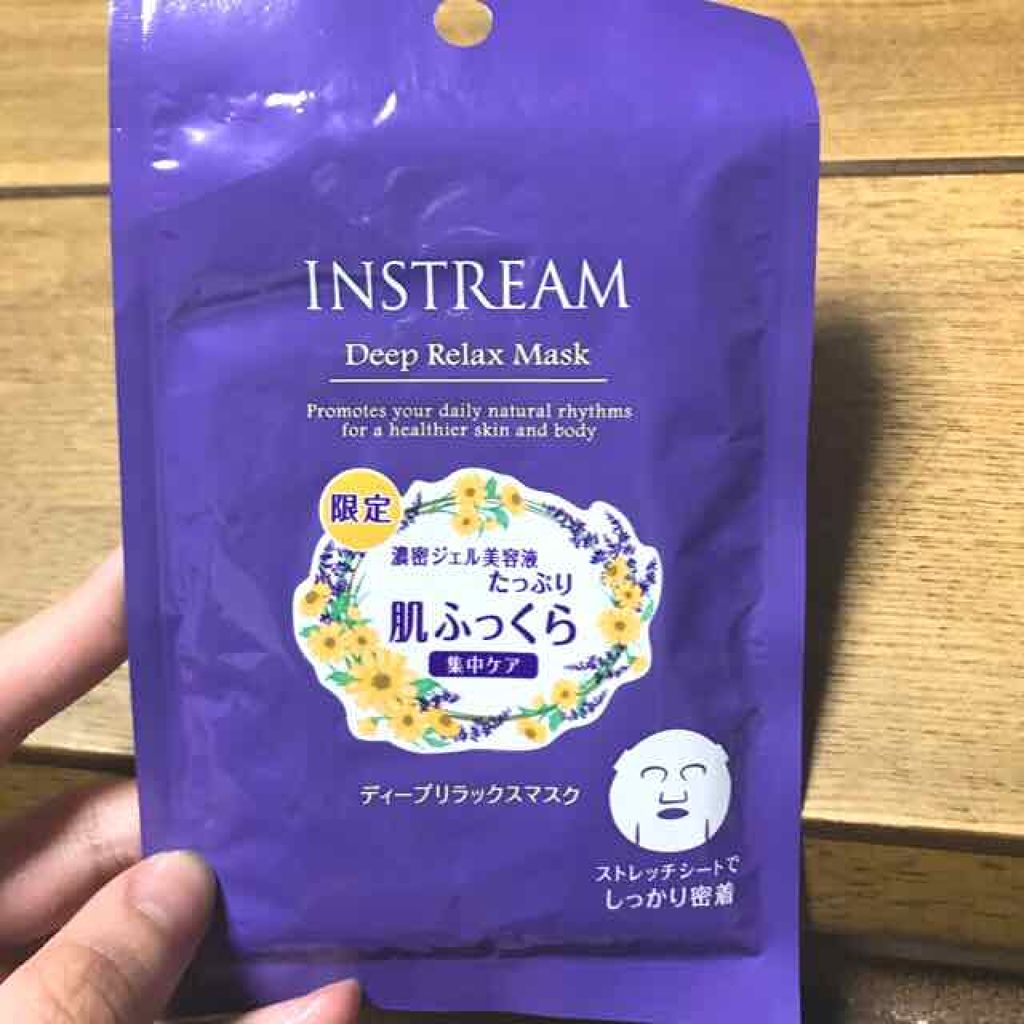 INSTREAM
Deep Relax Mask
Promotes your daily natural rhythms
for a healthier skin and body
限定
濃密ジェル美容液
たっぷり
肌ふっくら
集中ケア
ディープリラックスマスク
ストレッチシートで
しっかり密着